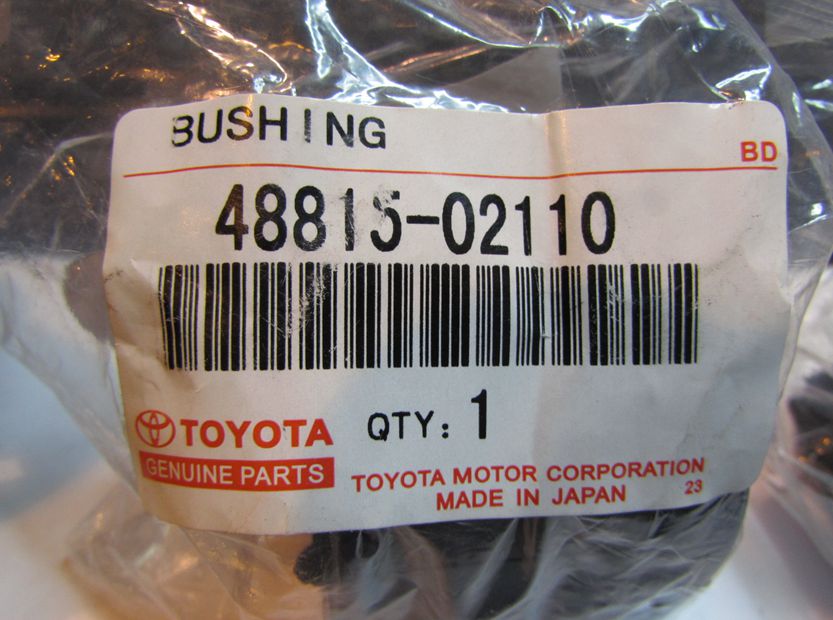 BUSHING
BD
48815-02110
TOYOTA
GENUINE PARTS
QTY: 1
TOYOTA MOTOR CORPORATION
MADE IN JAPAN 23